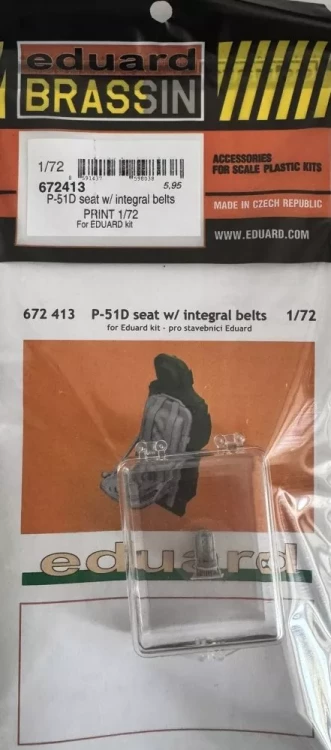 eduard
BRASSIN
1/72
672413
5,95
P-51D seat w/ integral belts
PRINT 1/72
For EDUARD kit
ACCESSORIES
FOR SCALE PLASTIC KITS
MADE IN CZECH REPUBLIC
WWW.EDUARD.COM
672 413 P-51D seat w/ integral belts 1/72
for Eduard kit - pro stavebnici Eduard
eduard